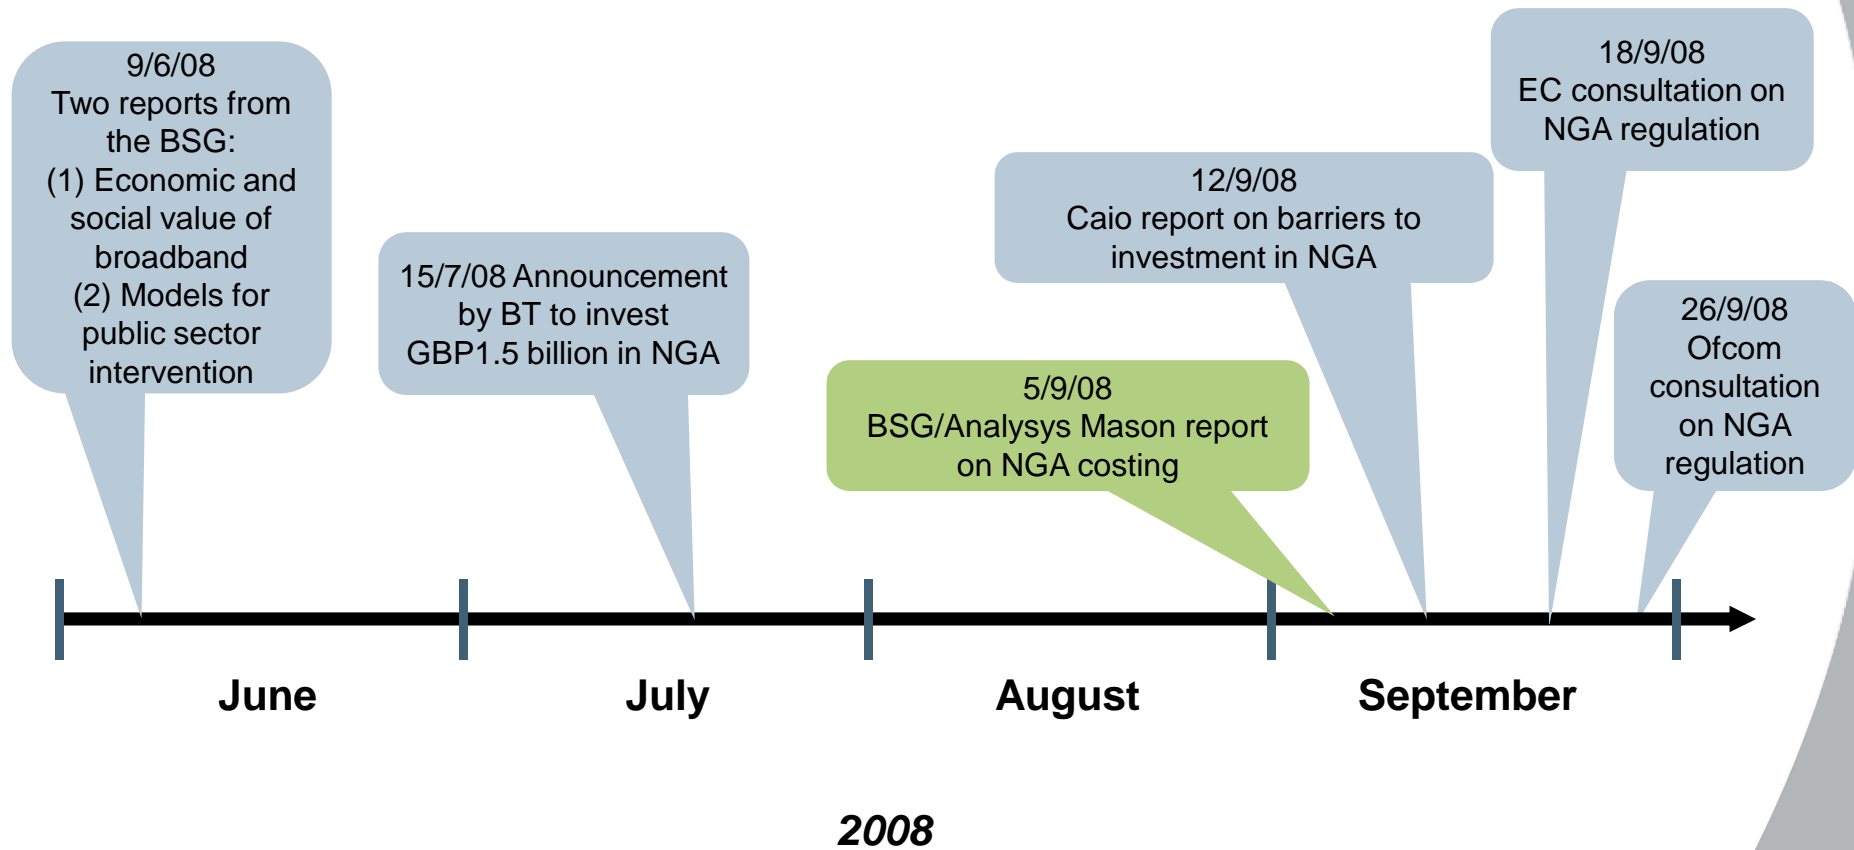 9/6/08
Two reports from
the BSG:
(1) Economic and
social value of
broadband
(2) Models for
public sector
intervention
15/7/08 Announcement
by BT to invest
GBP1.5 billion in NGA
5/9/08
BSG/Analysys Mason report
on NGA costing
12/9/08
Caio report on barriers to
investment in NGA
18/9/08
EC consultation on
NGA regulation
26/9/08
Ofcom
consultation
on NGA
regulation
June
July
August
September
2008